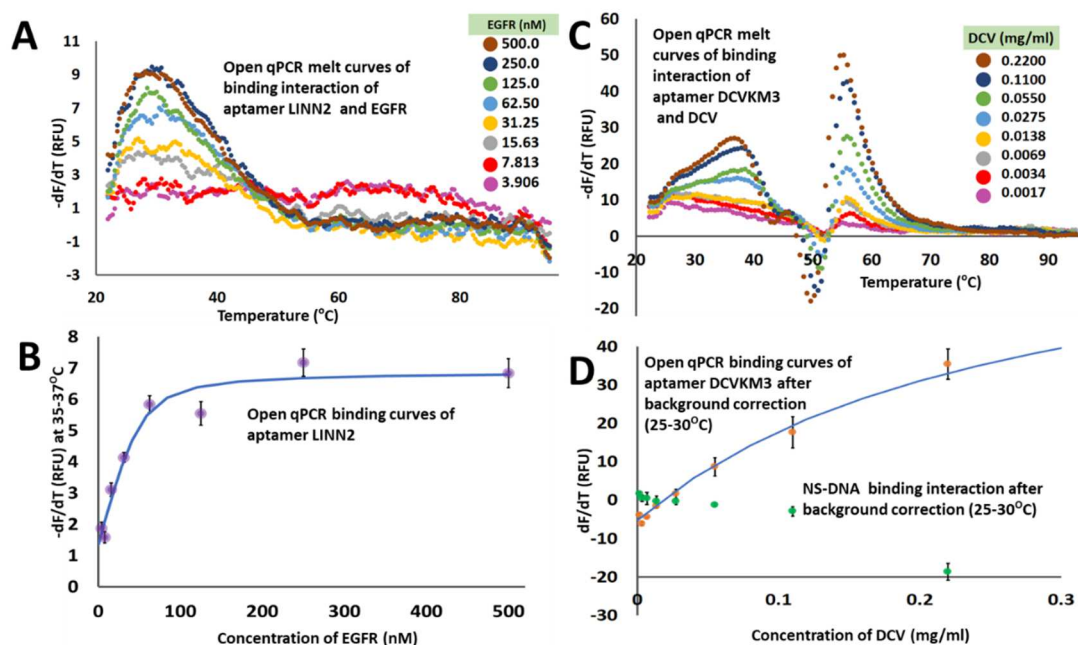 A
EGFR (nM)
500.0
250.0
125.0
62.50
31.25
15.63
7.813
3.906
Open qPCR melt curves of
binding interaction of
aptamer LINN2 and EGFR
-dF/dT (RFU)
11
9
7
5
3
1
-1
-3
20
40
60
80
Temperature (°C)
C
Open qPCR melt
curves of binding
interaction of
aptamer DCVKM3
and DCV
DCV (mg/ml)
0.2200
0.1100
0.0550
0.0275
0.0138
0.0069
0.0034
0.0017
-dF/dT (RFU)
60
50
40
30
20
10
0
-10
-20
20
30
40
50
60
70
80
90
Temperature (°C)
B
Open qPCR binding curves of
aptamer LINN2
-dF/dT (RFU) at 335-37°C
8
7
6
5
4
3
2
1
0
0
100
200
300
400
500
Concentration of EGFR (nM)
D
Open qPCR binding curves of
aptamer DCVKM3 after
background correction
(25-30°C)
NS-DNA binding interaction after
background correction (25-30°C)
dF/dT (RFU)
40
30
20
10
0
-10
-20
-30
0
0.1
0.2
0.3
Concentration of DCV (mg/ml)